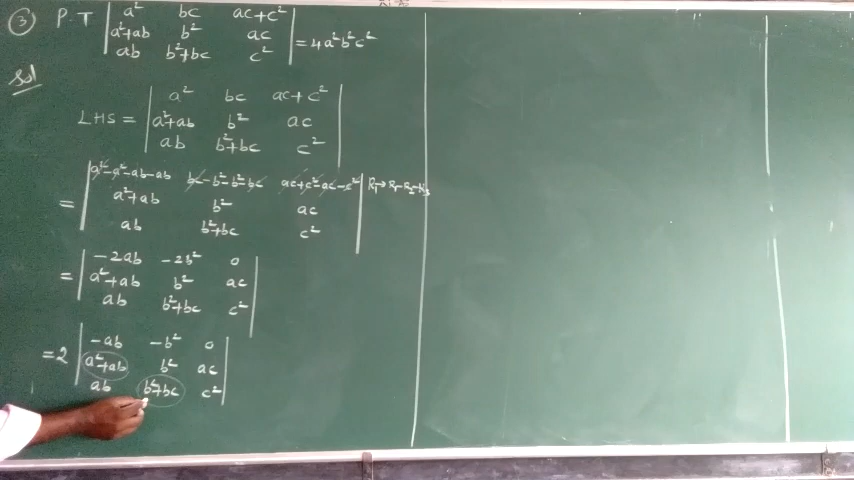 ③ P.T | a² bc ac+c² |
| a²+ab b² ac | = 4a²b²c²
| ab b²+bc c² |
Sol
| a² bc ac+c² |
LHS = | a²+ab b² ac |
| ab b²+bc c² |
| a²-a²-ab-ab bc-b²-b²-bc ac+c²-ac-c² | R₁→R₁-R₂-R₃
= | a²+ab b² ac |
| ab b²+bc c² |
| -2ab -2b² 0 |
= | a²+ab b² ac |
| ab b²+bc c² |
| -ab -b² 0 |
=2 | a²+ab b² ac |
| ab b²+bc c² |